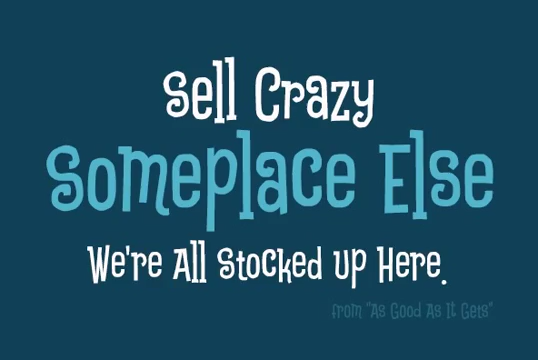 Sell Crazy
Someplace Else
We're All Stocked up Here.
from "As Good As It Gets"